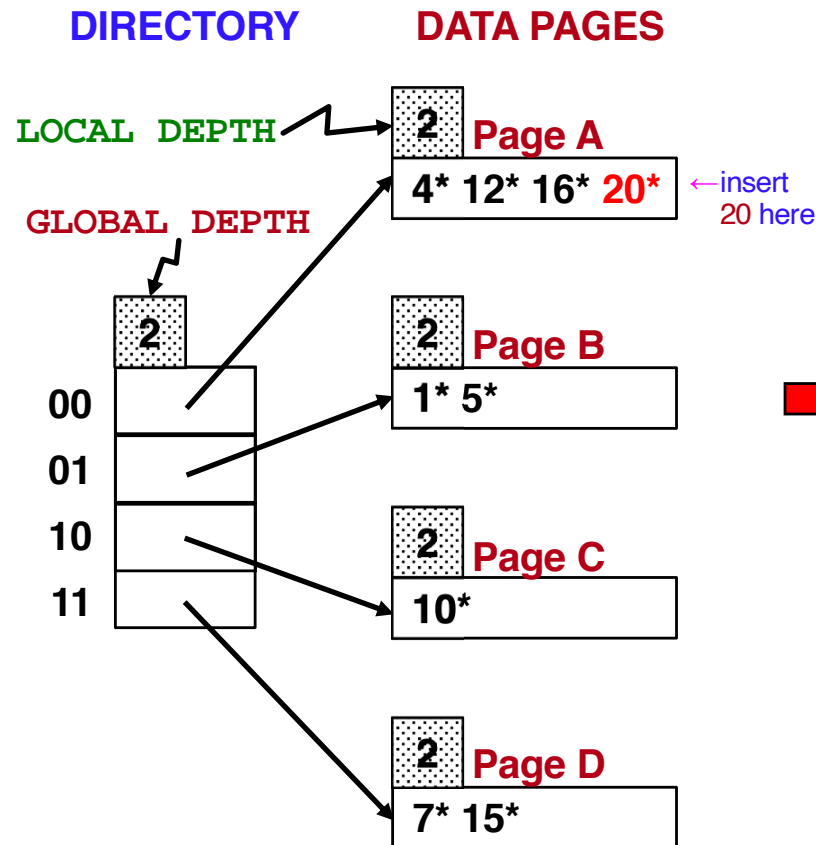 DIRECTORY
DATA PAGES
LOCAL DEPTH
2 Page A
4* 12* 16* 20*
←insert
20 here
GLOBAL DEPTH
2
2 Page B
1* 5*
00
01
10
11
2 Page C
10*
2 Page D
7* 15*